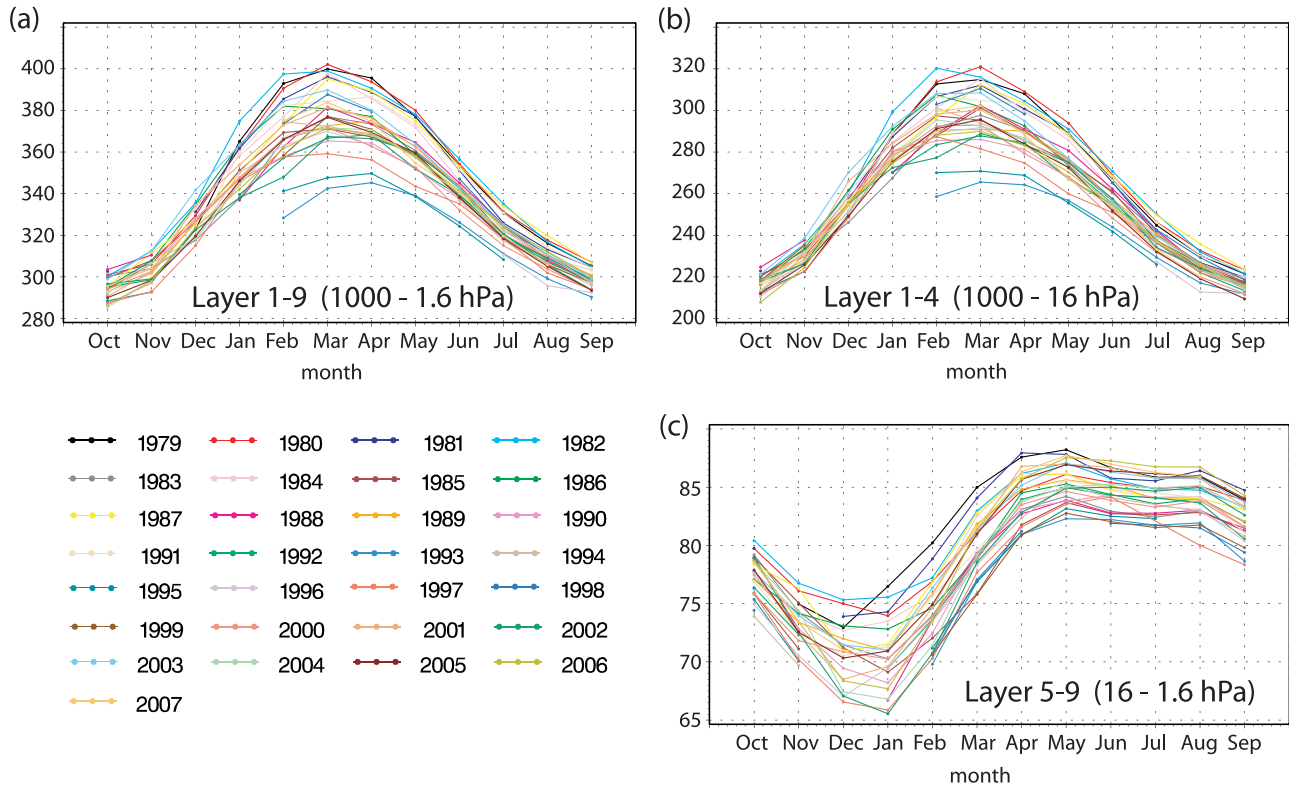 (a)
400
380
360
340
320
300
280
Layer 1-9 (1000 - 1.6 hPa)
Oct Nov Dec Jan Feb Mar Apr May Jun Jul Aug Sep
month
(b)
320
300
280
260
240
220
200
Layer 1-4 (1000 - 16 hPa)
Oct Nov Dec Jan Feb Mar Apr May Jun Jul Aug Sep
month
1979 1980 1981 1982
1983 1984 1985 1986
1987 1988 1989 1990
1991 1992 1993 1994
1995 1996 1997 1998
1999 2000 2001 2002
2003 2004 2005 2006
2007
(c)
85
80
75
70
65
Layer 5-9 (16 - 1.6 hPa)
Oct Nov Dec Jan Feb Mar Apr May Jun Jul Aug Sep
month